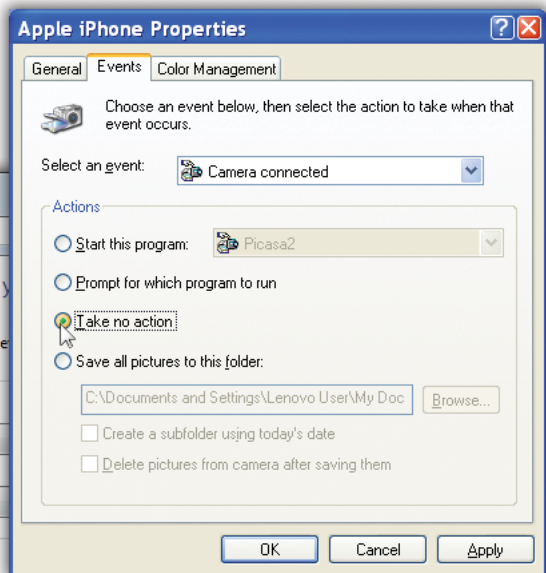 Apple iPhone Properties
General Events Color Management
Choose an event below, then select the action to take when that
event occurs.
Select an event: Camera connected
Actions
Start this program: Picasa2
Prompt for which program to run
Take no action
Save all pictures to this folder:
C:\Documents and Settings\Lenovo User\My Doc Browse...
Create a subfolder using today's date
Delete pictures from camera after saving them
OK Cancel Apply